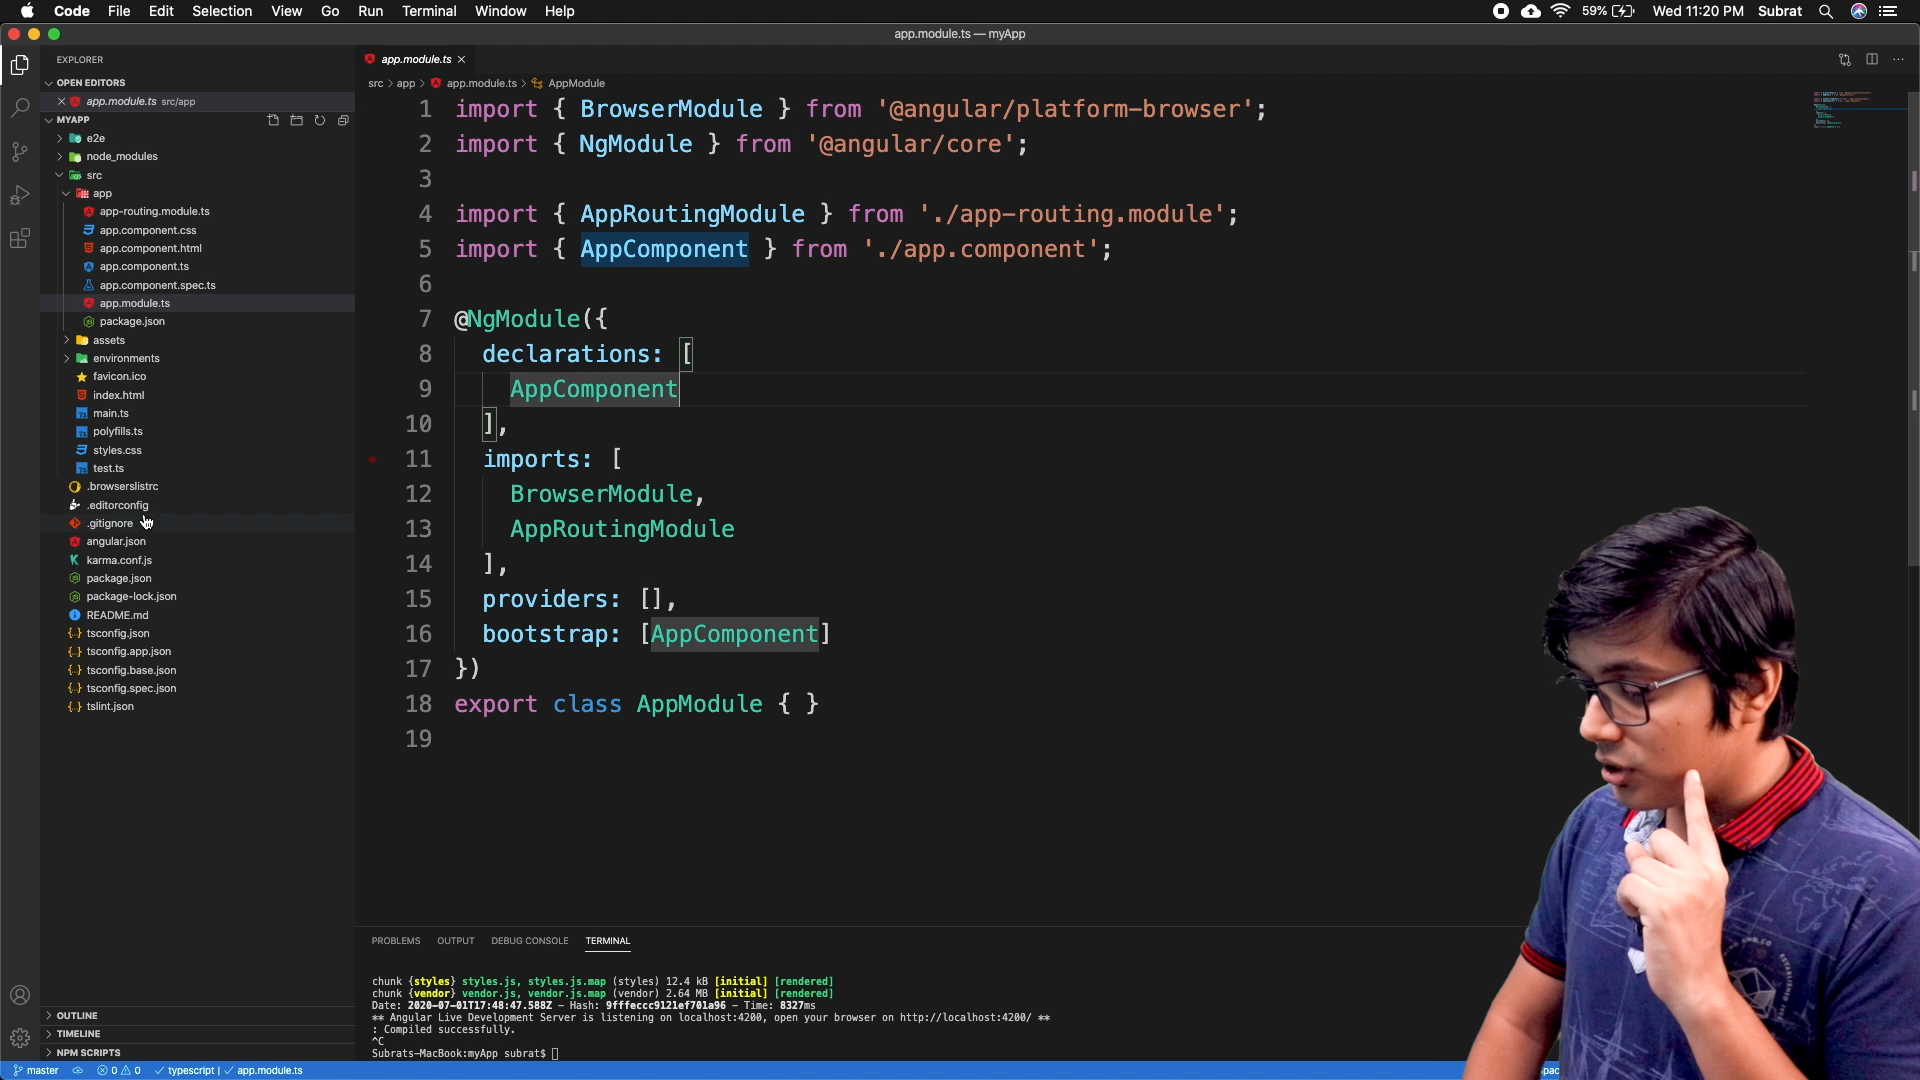 Code File Edit Selection View Go Run Terminal Window Help 59% Wed 11:20 PM Subrat
app.module.ts — myApp
EXPLORER
OPEN EDITORS
app.module.ts src/app
MYAPP
e2e
node_modules
src
app
app-routing.module.ts
app.component.css
app.component.html
app.component.ts
app.component.spec.ts
app.module.ts
package.json
assets
environments
favicon.ico
index.html
main.ts
polyfills.ts
styles.css
test.ts
.browserslistrc
.editorconfig
.gitignore
angular.json
karma.conf.js
package.json
package-lock.json
README.md
tsconfig.json
tsconfig.app.json
tsconfig.base.json
tsconfig.spec.json
tslint.json
OUTLINE
TIMELINE
NPM SCRIPTS
app.module.ts
src > app > app.module.ts > AppModule
1 import { BrowserModule } from '@angular/platform-browser';
2 import { NgModule } from '@angular/core';
3
4 import { AppRoutingModule } from './app-routing.module';
5 import { AppComponent } from './app.component';
6
7 @NgModule({
8 declarations: [
9 AppComponent
10 ],
11 imports: [
12 BrowserModule,
13 AppRoutingModule
14 ],
15 providers: [],
16 bootstrap: [AppComponent]
17 })
18 export class AppModule { }
19
PROBLEMS OUTPUT DEBUG CONSOLE TERMINAL
chunk {styles} styles.js, styles.js.map (styles) 12.4 kB [initial] [rendered]
chunk {vendor} vendor.js, vendor.js.map (vendor) 2.64 MB [initial] [rendered]
Date: 2020-07-01T17:48:47.588Z - Hash: 9fffeccc9121ef701a96 - Time: 8327ms
** Angular Live Development Server is listening on localhost:4200, open your browser on http://localhost:4200/ **
: Compiled successfully.
^C
Subrats-MacBook:myApp subrat$
master 0 0 typescript | app.module.ts